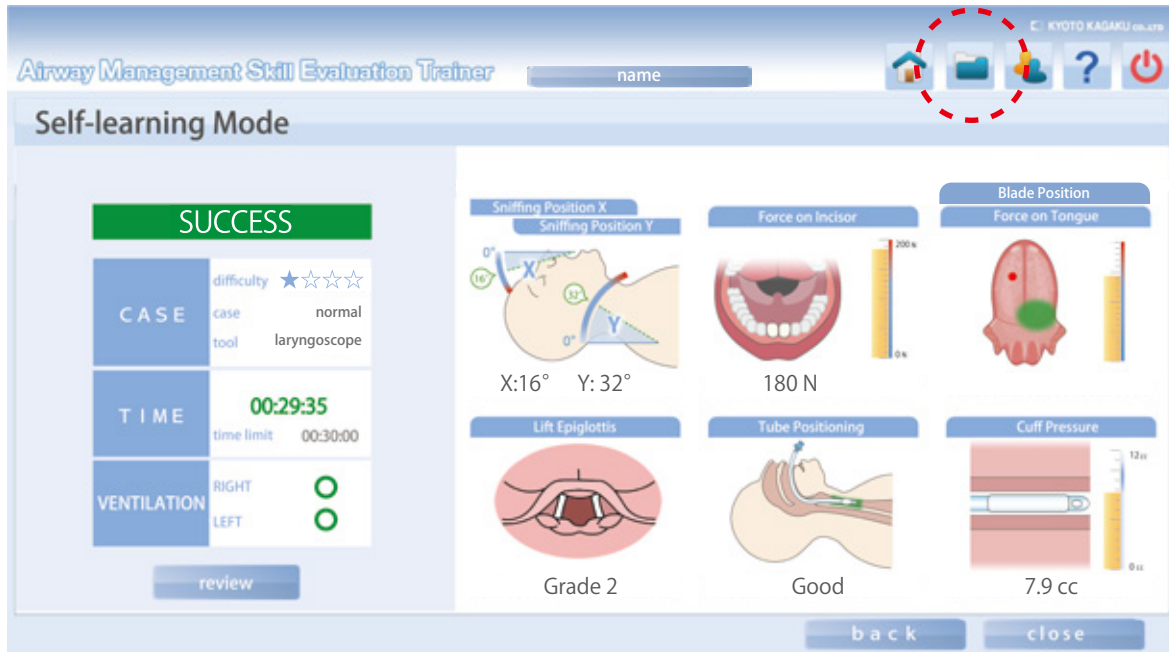 KYOTO KAGAKU CO.,LTD
Airway Management Skill Evaluation Trainer
name
?
Self-learning Mode
SUCCESS
CASE
difficulty ★☆☆☆
case normal
tool laryngoscope
TIME
00:29:35
time limit 00:30:00
VENTILATION
RIGHT
LEFT
review
Sniffing Position X
Sniffing Position Y
0°
X
16°
32°
Y
0°
X:16° Y: 32°
Force on Incisor
200 N
0 N
180 N
Blade Position
Force on Tongue
Lift Epiglottis
Grade 2
Tube Positioning
Good
Cuff Pressure
12 cc
0 cc
7.9 cc
back
close